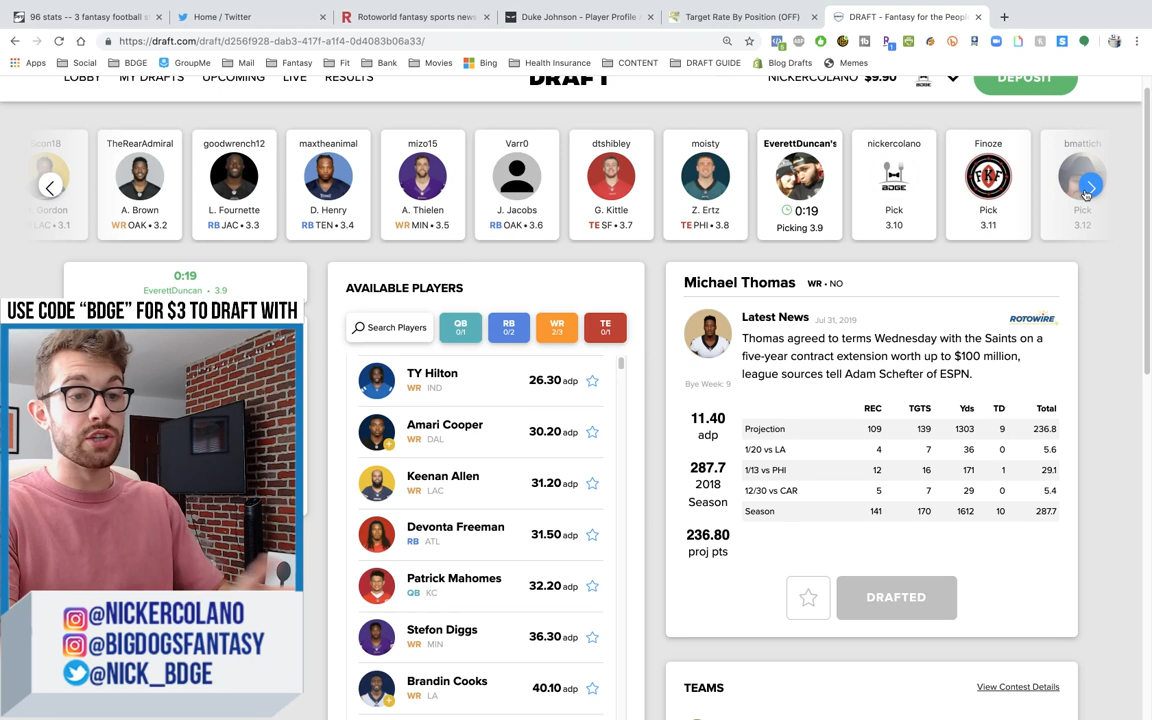 96 stats -- 3 fantasy football s
Home / Twitter
Rotoworld fantasy sports news
Duke Johnson - Player Profile
Target Rate By Position (OFF)
DRAFT - Fantasy for the People
https://draft.com/draft/d256f928-dab3-417f-a1f4-0d4083b06a33/
Apps
Social
BDGE
GroupMe
Mail
Fantasy
Fit
Bank
Movies
Bing
Health Insurance
CONTENT
DRAFT GUIDE
Blog Drafts
Memes
LOBBY
MY DRAFTS
UPCOMING
LIVE
RESULTS
DRAFT
NICKERCOLANO
$9.90
DEPOSIT
Scon18
Gordon
LAC • 3.1
TheRearAdmiral
A. Brown
WR OAK • 3.2
goodwrench12
L. Fournette
RB JAC • 3.3
maxtheanimal
D. Henry
RB TEN • 3.4
mizo15
A. Thielen
WR MIN • 3.5
Varr0
J. Jacobs
RB OAK • 3.6
dtshibley
G. Kittle
TE SF • 3.7
moisty
Z. Ertz
TE PHI • 3.8
EverettDuncan's
0:19
Picking 3.9
nickercolano
BDGE
Pick
3.10
Finoze
FKF
Pick
3.11
bmattich
Pick
3.12
0:19
EverettDuncan • 3.9
USE CODE "BDGE" FOR $3 TO DRAFT WITH
@NICKERCOLANO
@BIGDOGSFANTASY
@NICK_BDGE
AVAILABLE PLAYERS
Search Players
QB
0/1
RB
0/2
WR
2/3
TE
0/1
TY Hilton
WR IND
26.30 adp
Amari Cooper
WR DAL
30.20 adp
Keenan Allen
WR LAC
31.20 adp
Devonta Freeman
RB ATL
31.50 adp
Patrick Mahomes
QB KC
32.20 adp
Stefon Diggs
WR MIN
36.30 adp
Brandin Cooks
WR LA
40.10 adp
Michael Thomas WR • NO
Latest News Jul 31, 2019
ROTOWIRE
Thomas agreed to terms Wednesday with the Saints on a
five-year contract extension worth up to $100 million,
league sources tell Adam Schefter of ESPN.
Bye Week: 9
11.40
adp
287.7
2018
Season
236.80
proj pts
REC TGTS Yds TD Total
Projection 109 139 1303 9 236.8
1/20 vs LA 4 7 36 0 5.6
1/13 vs PHI 12 16 171 1 29.1
12/30 vs CAR 5 7 29 0 5.4
Season 141 170 1612 10 287.7
DRAFTED
TEAMS
View Contest Details